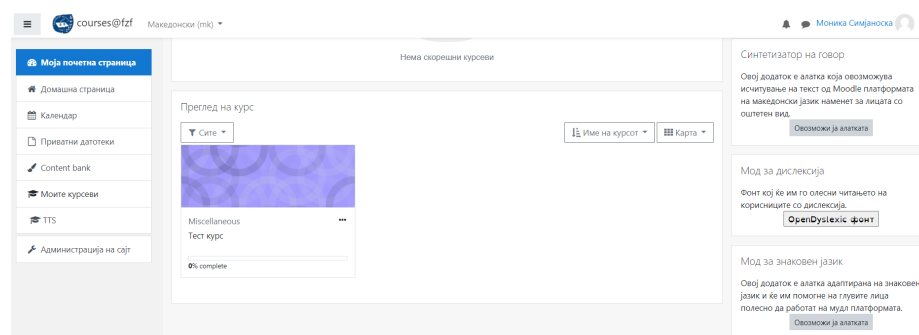 courses@fzf
Македонски (mk)
Моника Симјаноска
Моја почетна страница
Домашна страница
Календар
Приватни датотеки
Content bank
Моите курсеви
TTS
Администрација на сајт
Нема скорешни курсеви
Преглед на курс
Сите
Име на курсот
Карта
Miscellaneous
Тест курс
0% complete
Синтетизатор на говор
Овој додаток е алатка која овозможува
исчитување на текст од Moodle платформата
на македонски јазик наменет за лицата со
оштетен вид.
Овозможи ја алатката
Мод за дислексија
Фонт кој ќе им го олесни читањето на
корисниците со дислексија.
OpenDyslexic фонт
Мод за знаковен јазик
Овој додаток е алатка адаптирана на знаковен
јазик и ќе им помогне на глувите лица
полесно да работат на мудл платформата.
Овозможи ја алатката